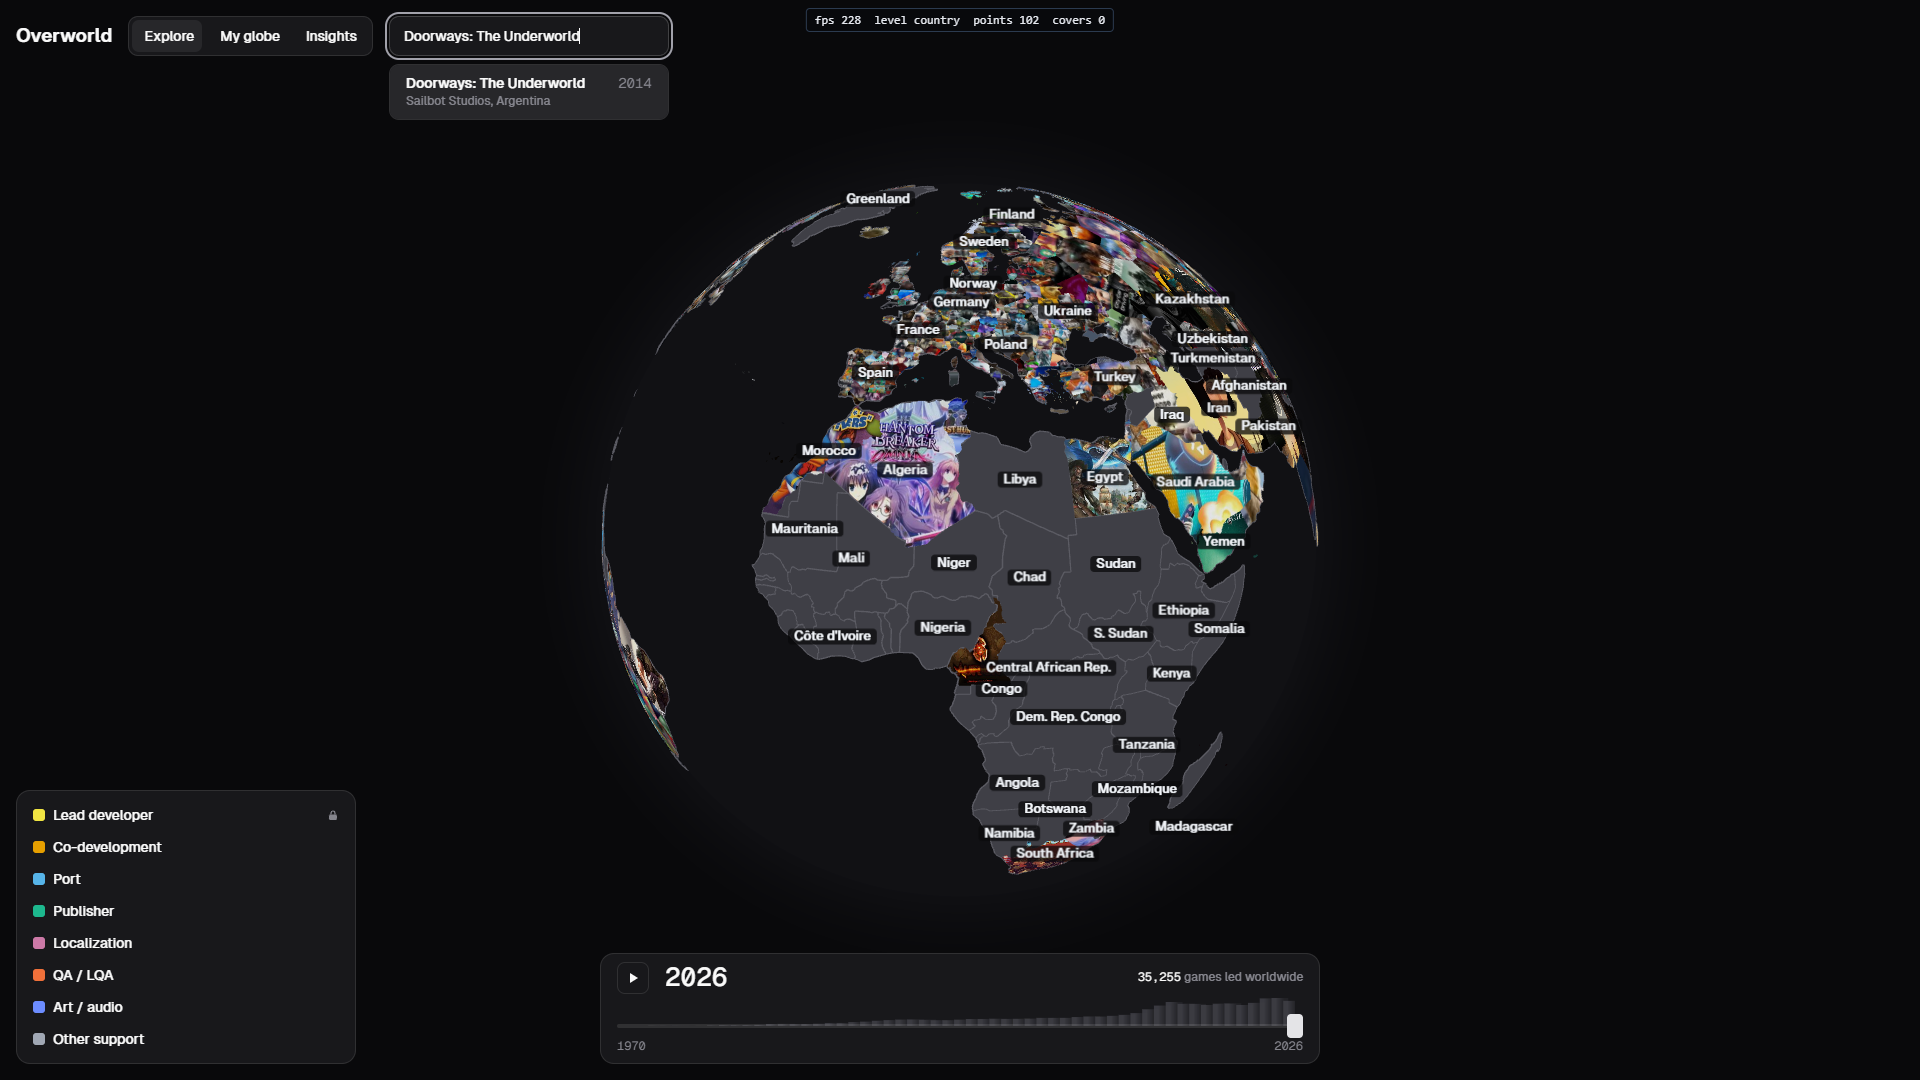 Overworld
Explore
My globe
Insights
Doorways: The Underworld
fps 228 level country points 102 covers 0
Doorways: The Underworld 2014
Sailbot Studios, Argentina
Greenland
Finland
Sweden
Norway
Germany
Kazakhstan
Ukraine
France
Uzbekistan
Poland
Turkmenistan
Spain
Turkey
Afghanistan
Iran
Iraq
Pakistan
PHANTOM
BREAKER
Morocco
Algeria
Libya
Egypt
Saudi Arabia
Mauritania
Yemen
Mali
Niger
Sudan
Chad
Ethiopia
Nigeria
Somalia
Côte d'Ivoire
S. Sudan
Central African Rep.
Kenya
Congo
Dem. Rep. Congo
Tanzania
Angola
Mozambique
Botswana
Namibia
Zambia
Madagascar
South Africa
Lead developer
Co-development
Port
Publisher
Localization
QA / LQA
Art / audio
Other support
2026
35,255 games led worldwide
1970
2026